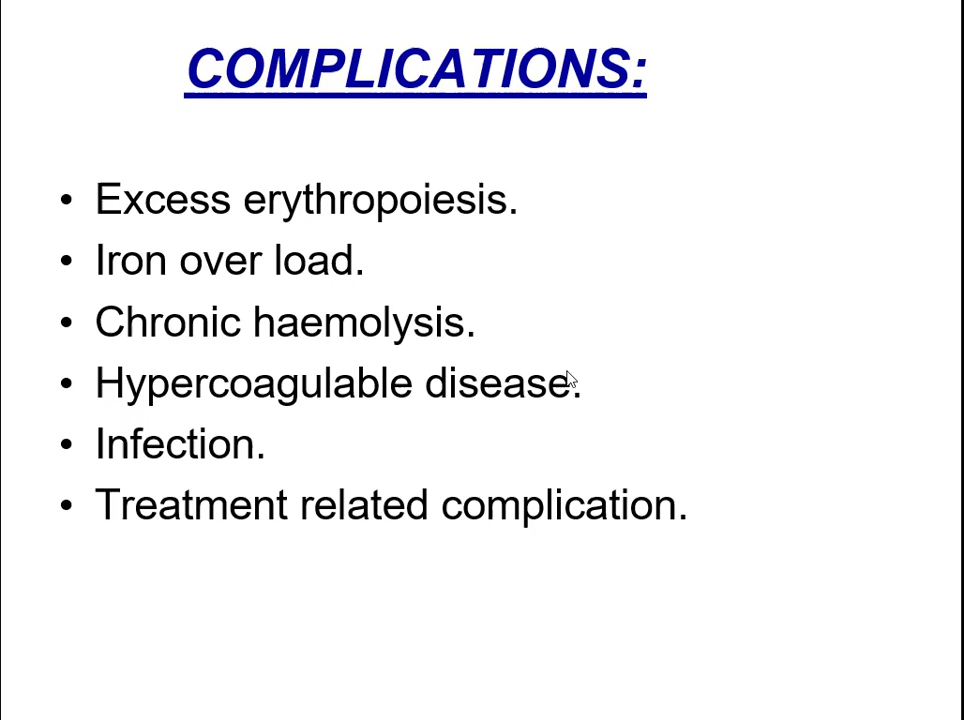 COMPLICATIONS:
• Excess erythropoiesis.
• Iron over load.
• Chronic haemolysis.
• Hypercoagulable disease.
• Infection.
• Treatment related complication.